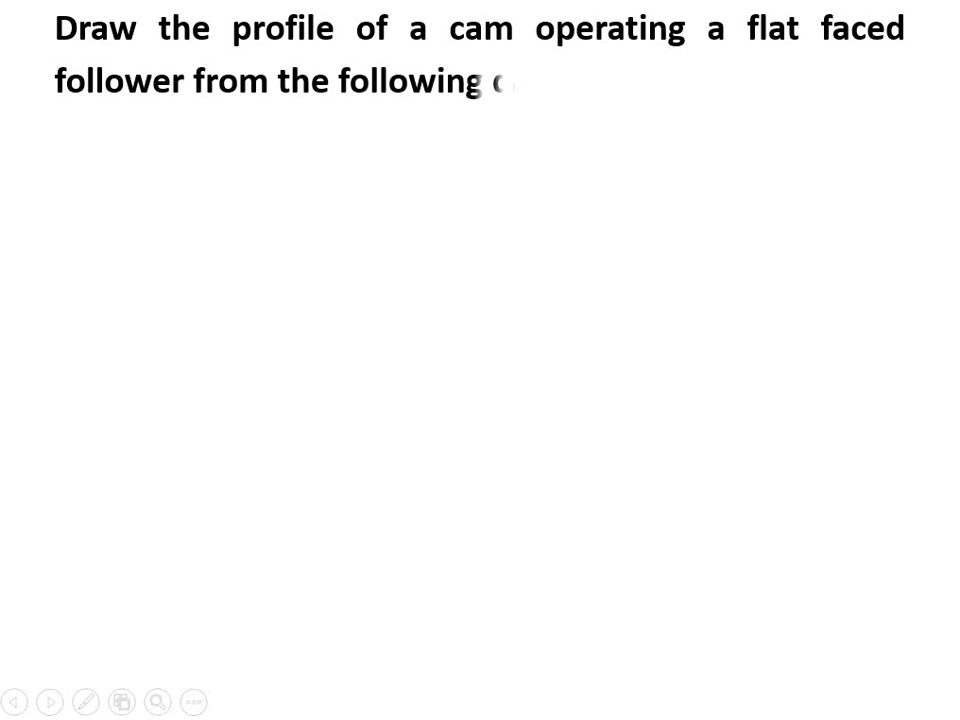 Draw the profile of a cam operating a flat faced
follower from the following